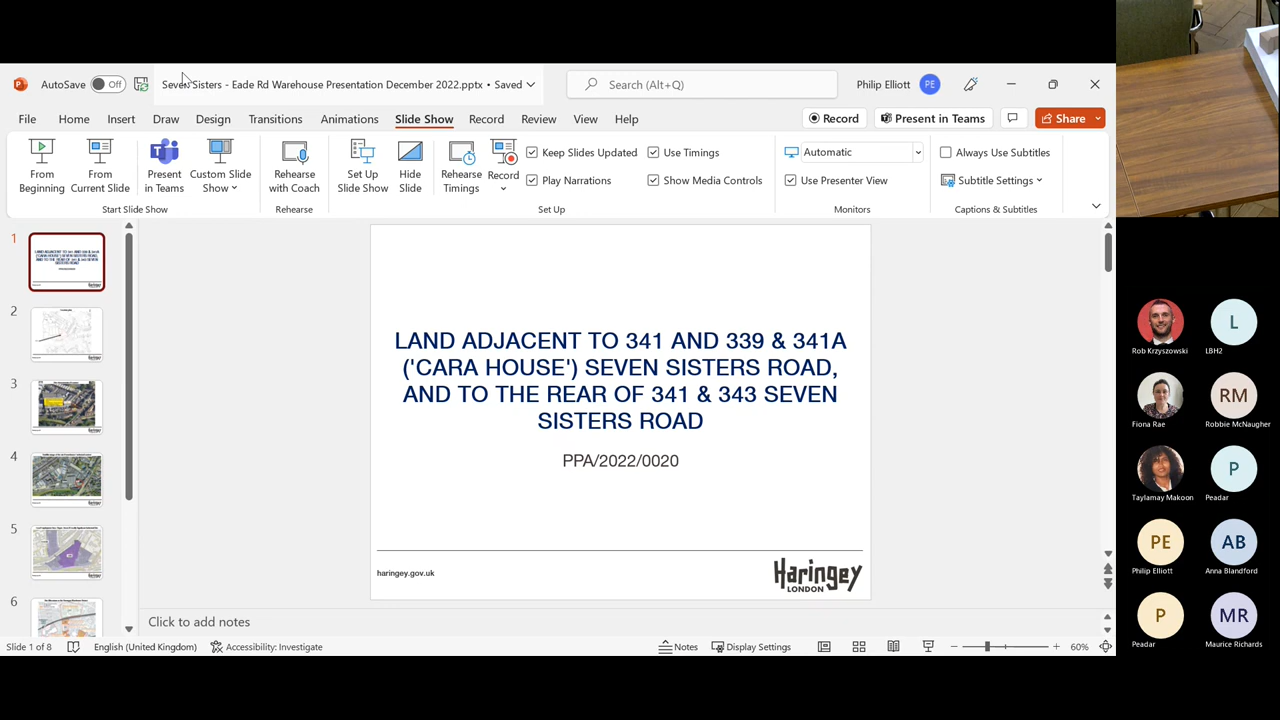 AutoSave Off
Seven Sisters - Eade Rd Warehouse Presentation December 2022.pptx • Saved
Search (Alt+Q)
Philip Elliott PE
File Home Insert Draw Design Transitions Animations Slide Show Record Review View Help
Record Present in Teams Share
From Beginning
From Current Slide
Present in Teams
Custom Slide Show
Rehearse with Coach
Set Up Slide Show
Hide Slide
Rehearse Timings
Record
Keep Slides Updated
Play Narrations
Use Timings
Show Media Controls
Automatic
Use Presenter View
Always Use Subtitles
Subtitle Settings
Start Slide Show
Rehearse
Set Up
Monitors
Captions & Subtitles
1
2
3
4
5
6
LAND ADJACENT TO 341 AND 339 & 341A
('CARA HOUSE') SEVEN SISTERS ROAD,
AND TO THE REAR OF 341 & 343 SEVEN
SISTERS ROAD
PPA/2022/0020
haringey.gov.uk
Haringey
LONDON
Click to add notes
Slide 1 of 8
English (United Kingdom)
Accessibility: Investigate
Notes
Display Settings
60%
Rob Krzyszowski
L
LBH2
Fiona Rae
RM
Robbie McNaugher
Taylamay Makoon
P
Peadar
PE
Philip Elliott
AB
Anna Blandford
P
Peadar
MR
Maurice Richards